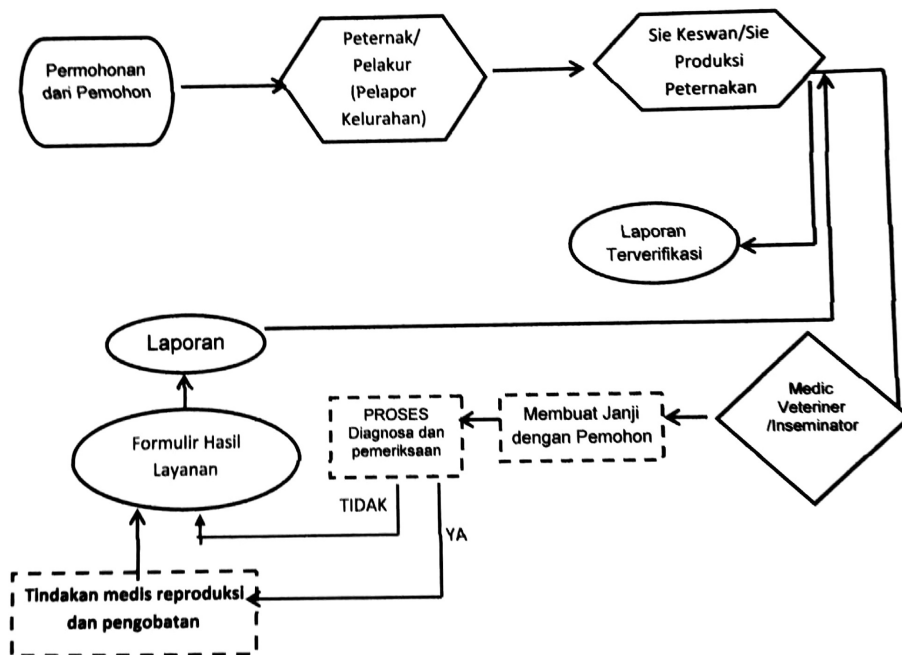 Permohonan
dari Pemohon
Peternak/
Pelakur
(Pelapor
Kelurahan)
Sie Keswan/Sie
Produksi
Peternakan
Laporan
Terverifikasi
Laporan
Medic
Veteriner
/Inseminator
Membuat Janji
dengan Pemohon
PROSES
Diagnosa dan
pemeriksaan
Formulir Hasil
Layanan
TIDAK
YA
Tindakan medis reproduksi
dan pengobatan